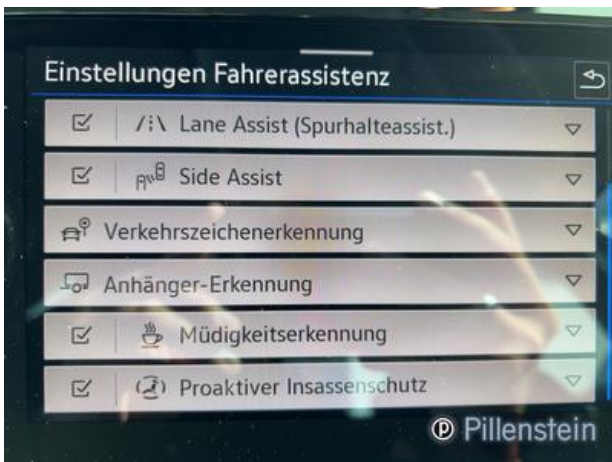 Einstellungen Fahrerassistenz
Lane Assist (Spurhalteassist.)
Side Assist
Verkehrszeichenerkennung
Anhänger-Erkennung
Müdigkeitserkennung
Proaktiver Insassenschutz
Ⓟ Pillenstein